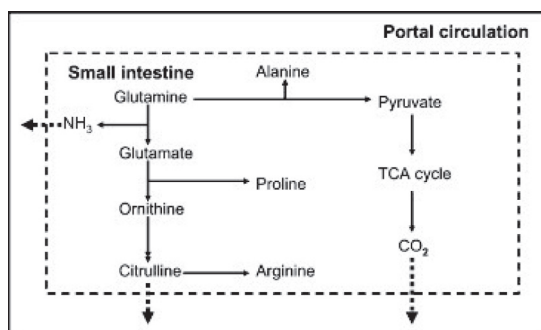 Portal circulation
Small intestine
Alanine
Glutamine
Pyruvate
NH₃
Glutamate
Proline
TCA cycle
Ornithine
CO₂
Citrulline
Arginine